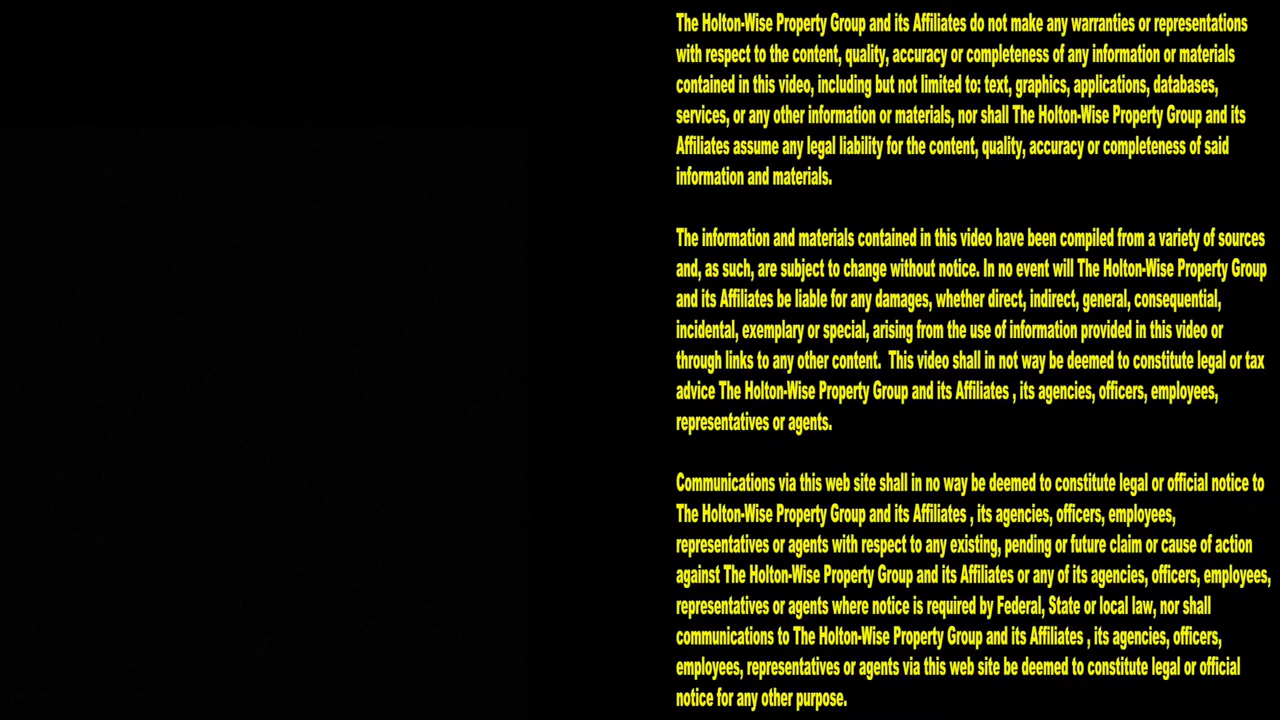 The Holton-Wise Property Group and its Affiliates do not make any warranties or representations
with respect to the content, quality, accuracy or completeness of any information or materials
contained in this video, including but not limited to: text, graphics, applications, databases,
services, or any other information or materials, nor shall The Holton-Wise Property Group and its
Affiliates assume any legal liability for the content, quality, accuracy or completeness of said
information and materials.
The information and materials contained in this video have been compiled from a variety of sources
and, as such, are subject to change without notice. In no event will The Holton-Wise Property Group
and its Affiliates be liable for any damages, whether direct, indirect, general, consequential,
incidental, exemplary or special, arising from the use of information provided in this video or
through links to any other content.  This video shall in not way be deemed to constitute legal or tax
advice The Holton-Wise Property Group and its Affiliates , its agencies, officers, employees,
representatives or agents.
Communications via this web site shall in no way be deemed to constitute legal or official notice to
The Holton-Wise Property Group and its Affiliates , its agencies, officers, employees,
representatives or agents with respect to any existing, pending or future claim or cause of action
against The Holton-Wise Property Group and its Affiliates or any of its agencies, officers, employees,
representatives or agents where notice is required by Federal, State or local law, nor shall
communications to The Holton-Wise Property Group and its Affiliates , its agencies, officers,
employees, representatives or agents via this web site be deemed to constitute legal or official
notice for any other purpose.